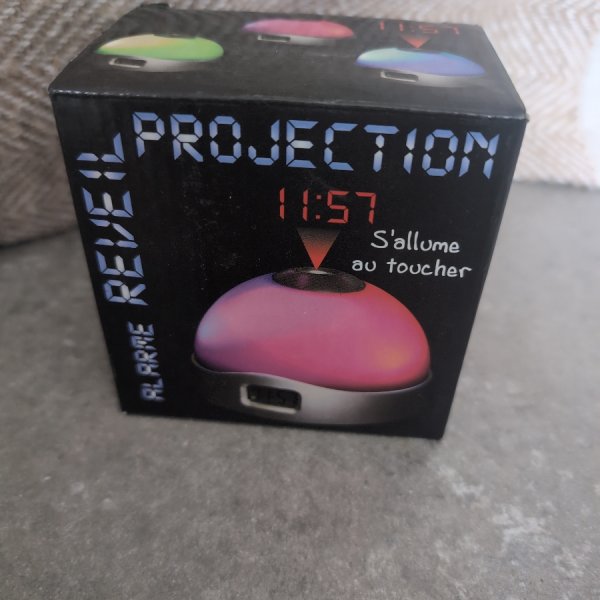 11:57
PROJECTION
REVEIL
ALARME
11:57
S'allume
au toucher